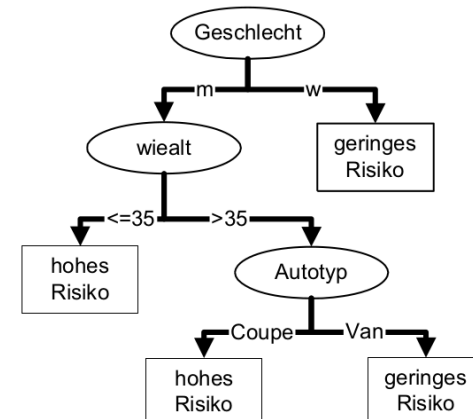 Geschlecht
m
w
wiealt
geringes
Risiko
<=35
>35
hohes
Risiko
Autotyp
Coupe
Van
hohes
Risiko
geringes
Risiko